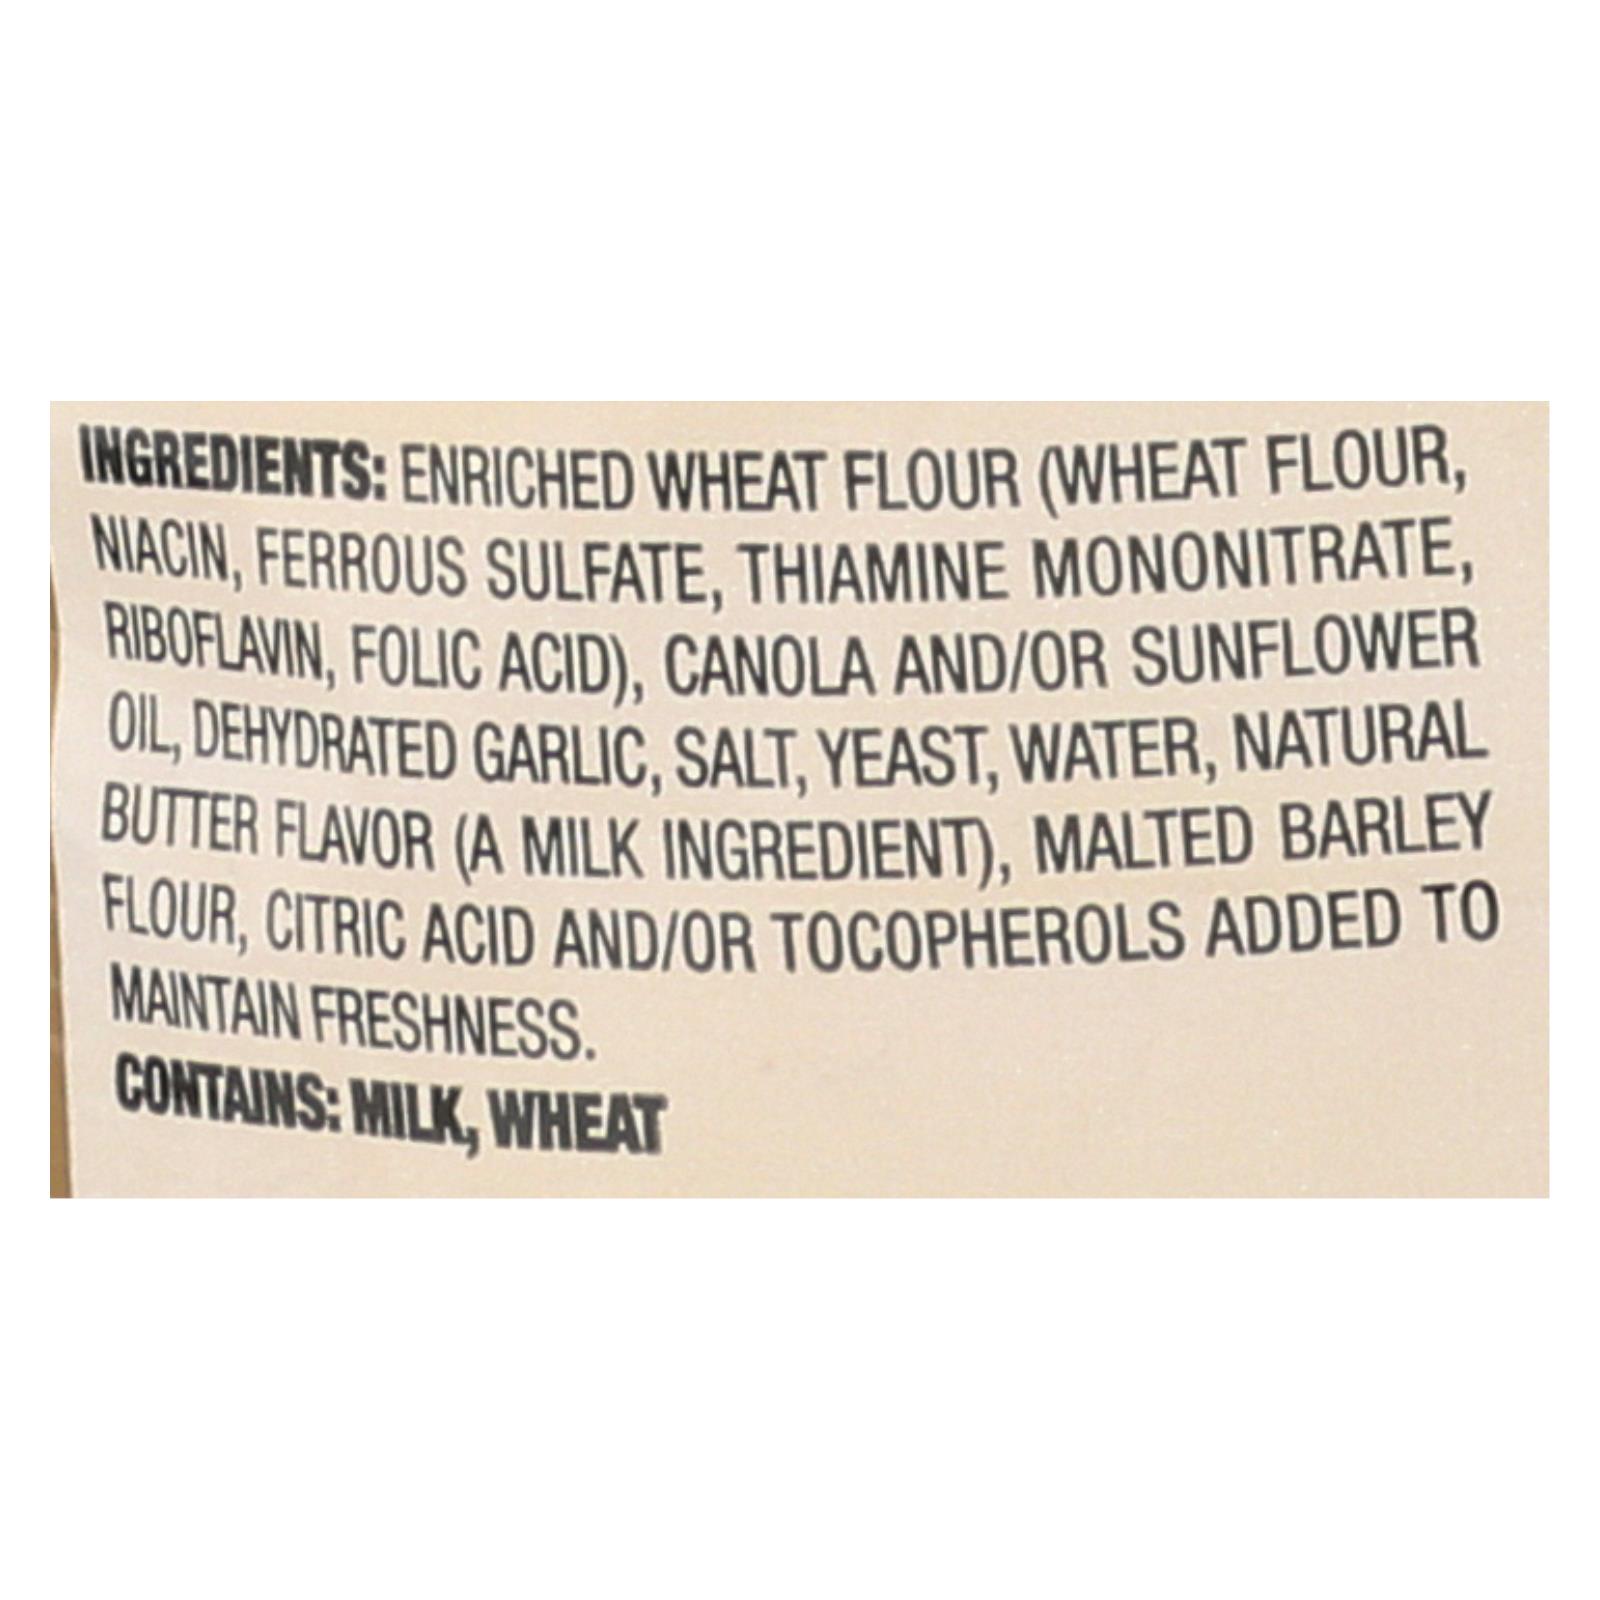 INGREDIENTS: ENRICHED WHEAT FLOUR (WHEAT FLOUR,
NIACIN, FERROUS SULFATE, THIAMINE MONONITRATE,
RIBOFLAVIN, FOLIC ACID), CANOLA AND/OR SUNFLOWER
OIL, DEHYDRATED GARLIC, SALT, YEAST, WATER, NATURAL
BUTTER FLAVOR (A MILK INGREDIENT), MALTED BARLEY
FLOUR, CITRIC ACID AND/OR TOCOPHEROLS ADDED TO
MAINTAIN FRESHNESS.
CONTAINS: MILK, WHEAT